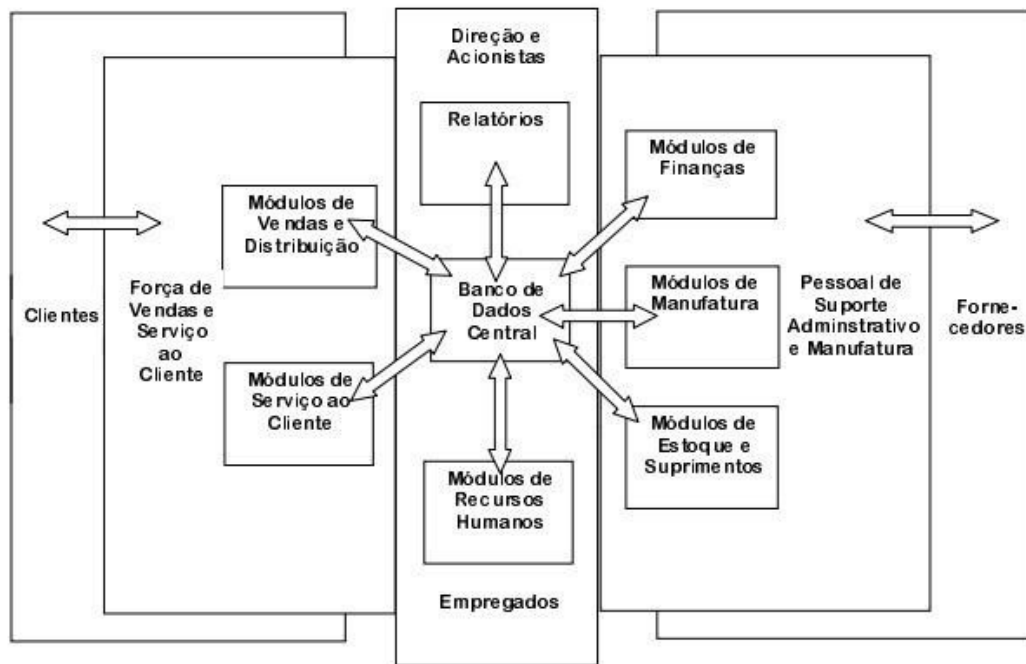 Direção e
Acionistas
Relatórios
Módulos de
Finanças
Módulos de
Vendas e
Distribuição
Banco de
Dados
Central
Módulos de
Manufatura
Clientes
Força de
Vendas e
Serviço
ao
Cliente
Pessoal de
Suporte
Adminstrativo
e Manufatura
Forne-
cedores
Módulos de
Serviço ao
Cliente
Módulos de
Estoque e
Suprimentos
Módulos de
Recursos
Humanos
Empregados